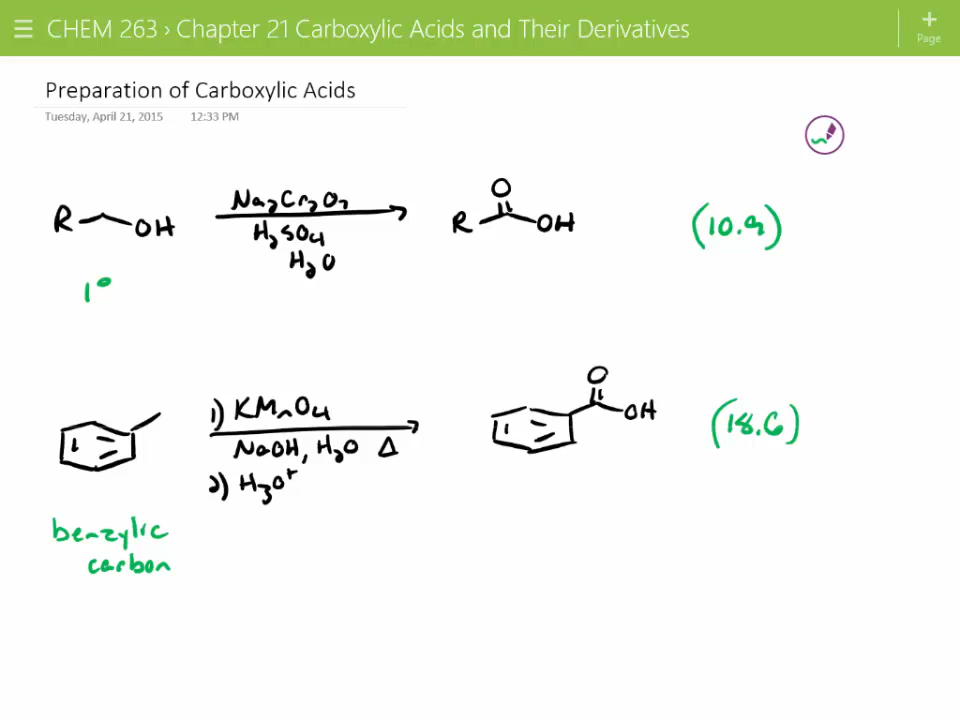 CHEM 263 › Chapter 21 Carboxylic Acids and Their Derivatives
Page
Preparation of Carboxylic Acids
Tuesday, April 21, 2015 12:33 PM
R OH Na₂Cr₂O₇ R O OH (10.9)
H₂SO₄
H₂O
1°
1) KMnO₄ O OH (18.6)
NaOH, H₂O Δ
2) H₃O⁺
benzylic
carbon